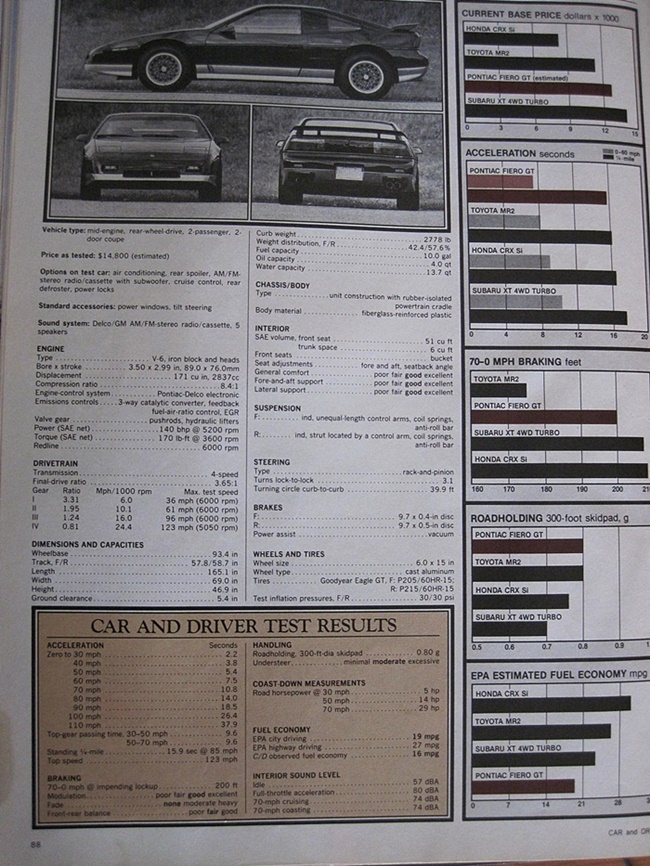 Vehicle type: mid-engine, rear-wheel-drive, 2-passenger, 2-
door coupe
Price as tested: $14,800 (estimated)
Options on test car: air conditioning, rear spoiler, AM/FM-
stereo radio/cassette with subwoofer, cruise control, rear
defroster, power locks
Standard accessories: power windows, tilt steering
Sound system: Delco/GM AM/FM-stereo radio/cassette, 5
speakers
ENGINE
Type V-6, iron block and heads
Bore x stroke 3.50 x 2.99 in, 89.0 x 76.0mm
Displacement 171 cu in, 2837cc
Compression ratio 8.4:1
Engine-control system Pontiac-Delco electronic
Emissions controls 3-way catalytic converter, feedback
fuel-air-ratio control, EGR
Valve gear pushrods, hydraulic lifters
Power (SAE net) 140 bhp @ 5200 rpm
Torque (SAE net) 170 lb-ft @ 3600 rpm
Redline 6000 rpm
DRIVETRAIN
Transmission 4-speed
Final-drive ratio 3.65:1
Gear Ratio Mph/1000 rpm Max. test speed
I 3.31 6.0 36 mph (6000 rpm)
II 1.95 10.1 61 mph (6000 rpm)
III 1.24 16.0 96 mph (6000 rpm)
IV 0.81 24.4 123 mph (5050 rpm)
DIMENSIONS AND CAPACITIES
Wheelbase 93.4 in
Track, F/R 57.8/58.7 in
Length 165.1 in
Width 69.0 in
Height 46.9 in
Ground clearance 5.4 in
Curb weight 2778 lb
Weight distribution, F/R 42.4/57.6%
Fuel capacity 10.0 gal
Oil capacity 4.0 qt
Water capacity 13.7 qt
CHASSIS/BODY
Type unit construction with rubber-isolated
powertrain cradle
Body material fiberglass-reinforced plastic
INTERIOR
SAE volume, front seat 51 cu ft
trunk space 6 cu ft
Front seats bucket
Seat adjustments fore and aft, seatback angle
General comfort poor fair good excellent
Fore-and-aft support poor fair good excellent
Lateral support poor fair good excellent
SUSPENSION
F: ind, unequal-length control arms, coil springs,
anti-roll bar
R: ind, strut located by a control arm, coil springs,
anti-roll bar
STEERING
Type rack-and-pinion
Turns lock-to-lock 3.1
Turning circle curb-to-curb 39.9 ft
BRAKES
F: 9.7 x 0.4-in disc
R: 9.7 x 0.5-in disc
Power assist vacuum
WHEELS AND TIRES
Wheel size 6.0 x 15 in
Wheel type cast aluminum
Tires Goodyear Eagle GT, F: P205/60HR-15;
R: P215/60HR-15
Test inflation pressures, F/R 30/30 psi
CAR AND DRIVER TEST RESULTS
ACCELERATION Seconds
Zero to 30 mph 2.2
40 mph 3.8
50 mph 5.4
60 mph 7.5
70 mph 10.8
80 mph 14.0
90 mph 18.5
100 mph 26.4
110 mph 37.9
Top-gear passing time, 30–50 mph 9.6
50-70 mph 9.6
Standing ¼-mile 15.9 sec @ 85 mph
Top speed 123 mph
BRAKING
70–0 mph @ impending lockup 200 ft
Modulation poor fair good excellent
Fade none moderate heavy
Front-rear balance poor fair good
HANDLING
Roadholding, 300-ft-dia skidpad 0.80 g
Understeer minimal moderate excessive
COAST-DOWN MEASUREMENTS
Road horsepower @ 30 mph 5 hp
50 mph 14 hp
70 mph 29 hp
FUEL ECONOMY
EPA city driving 19 mpg
EPA highway driving 27 mpg
C/D observed fuel economy 16 mpg
INTERIOR SOUND LEVEL
Idle 57 dBA
Full-throttle acceleration 80 dBA
70-mph cruising 74 dBA
70-mph coasting 74 dBA
CURRENT BASE PRICE dollars x 1000
HONDA CRX Si
TOYOTA MR2
PONTIAC FIERO GT (estimated)
SUBARU XT 4WD TURBO
0 3 6 9 12 15
ACCELERATION seconds
0–60 mph
¼-mile
PONTIAC FIERO GT
TOYOTA MR2
HONDA CRX Si
SUBARU XT 4WD TURBO
0 4 8 12 16 20
70–0 MPH BRAKING feet
TOYOTA MR2
PONTIAC FIERO GT
SUBARU XT 4WD TURBO
HONDA CRX Si
160 170 180 190 200
ROADHOLDING 300-foot skidpad, g
PONTIAC FIERO GT
TOYOTA MR2
HONDA CRX Si
SUBARU XT 4WD TURBO
0.5 0.6 0.7 0.8 0.9
EPA ESTIMATED FUEL ECONOMY mpg
HONDA CRX Si
TOYOTA MR2
SUBARU XT 4WD TURBO
PONTIAC FIERO GT
0 7 14 21 28
88
CAR and DR